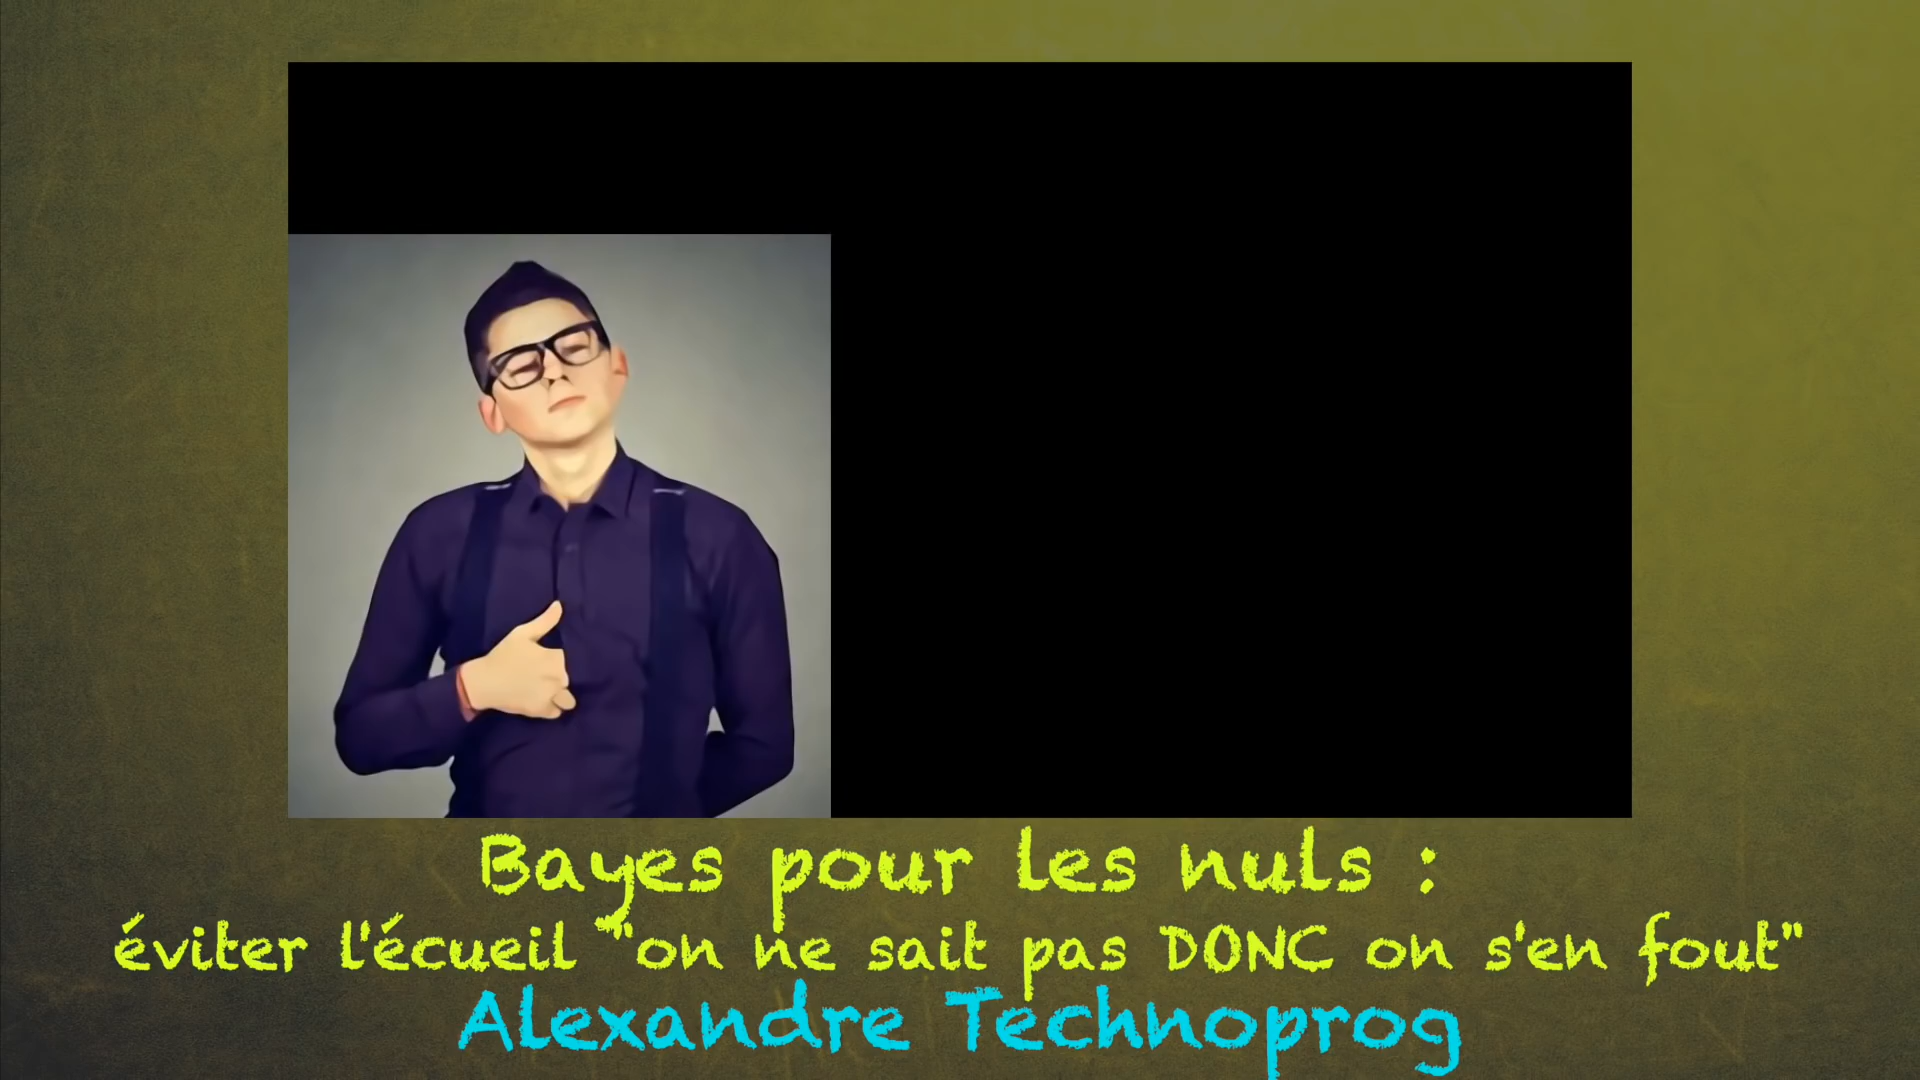 Bayes pour les nuls :
éviter l'écueil "on ne sait pas DONC on s'en fout"
Alexandre Technoprog